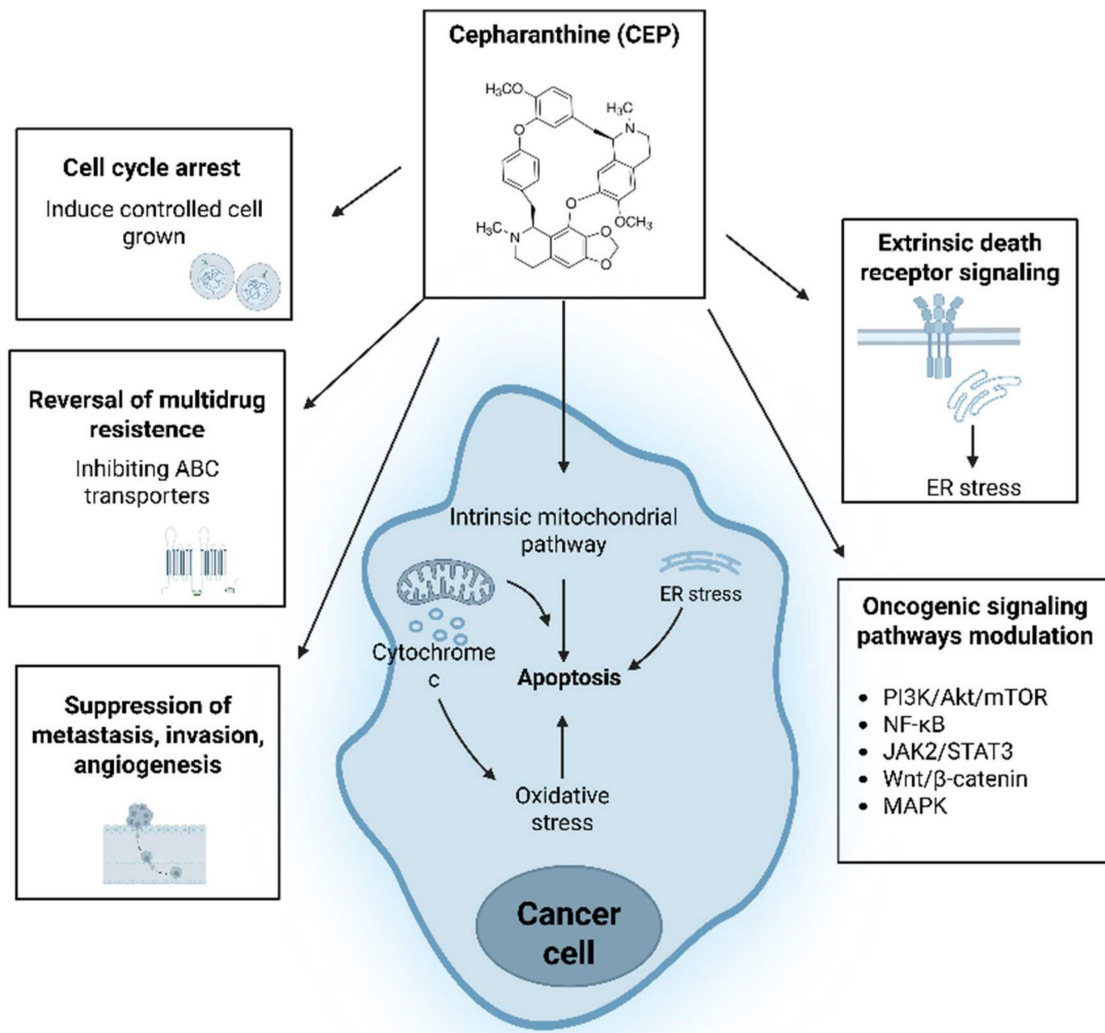 Cepharanthine (CEP)
H₃CO
CH₃
H₃C
N
O
N
O
H₃C
OCH₃
N
O
O
Cell cycle arrest
Induce controlled cell
grown
Reversal of multidrug
resistence
Inhibiting ABC
transporters
Suppression of
metastasis, invasion,
angiogenesis
Intrinsic mitochondrial
pathway
ER stress
Cytochrome
c
Apoptosis
Oxidative
stress
Cancer
cell
Extrinsic death
receptor signaling
ER stress
Oncogenic signaling
pathways modulation
• PI3K/Akt/mTOR
• NF-κB
• JAK2/STAT3
• Wnt/β-catenin
• MAPK